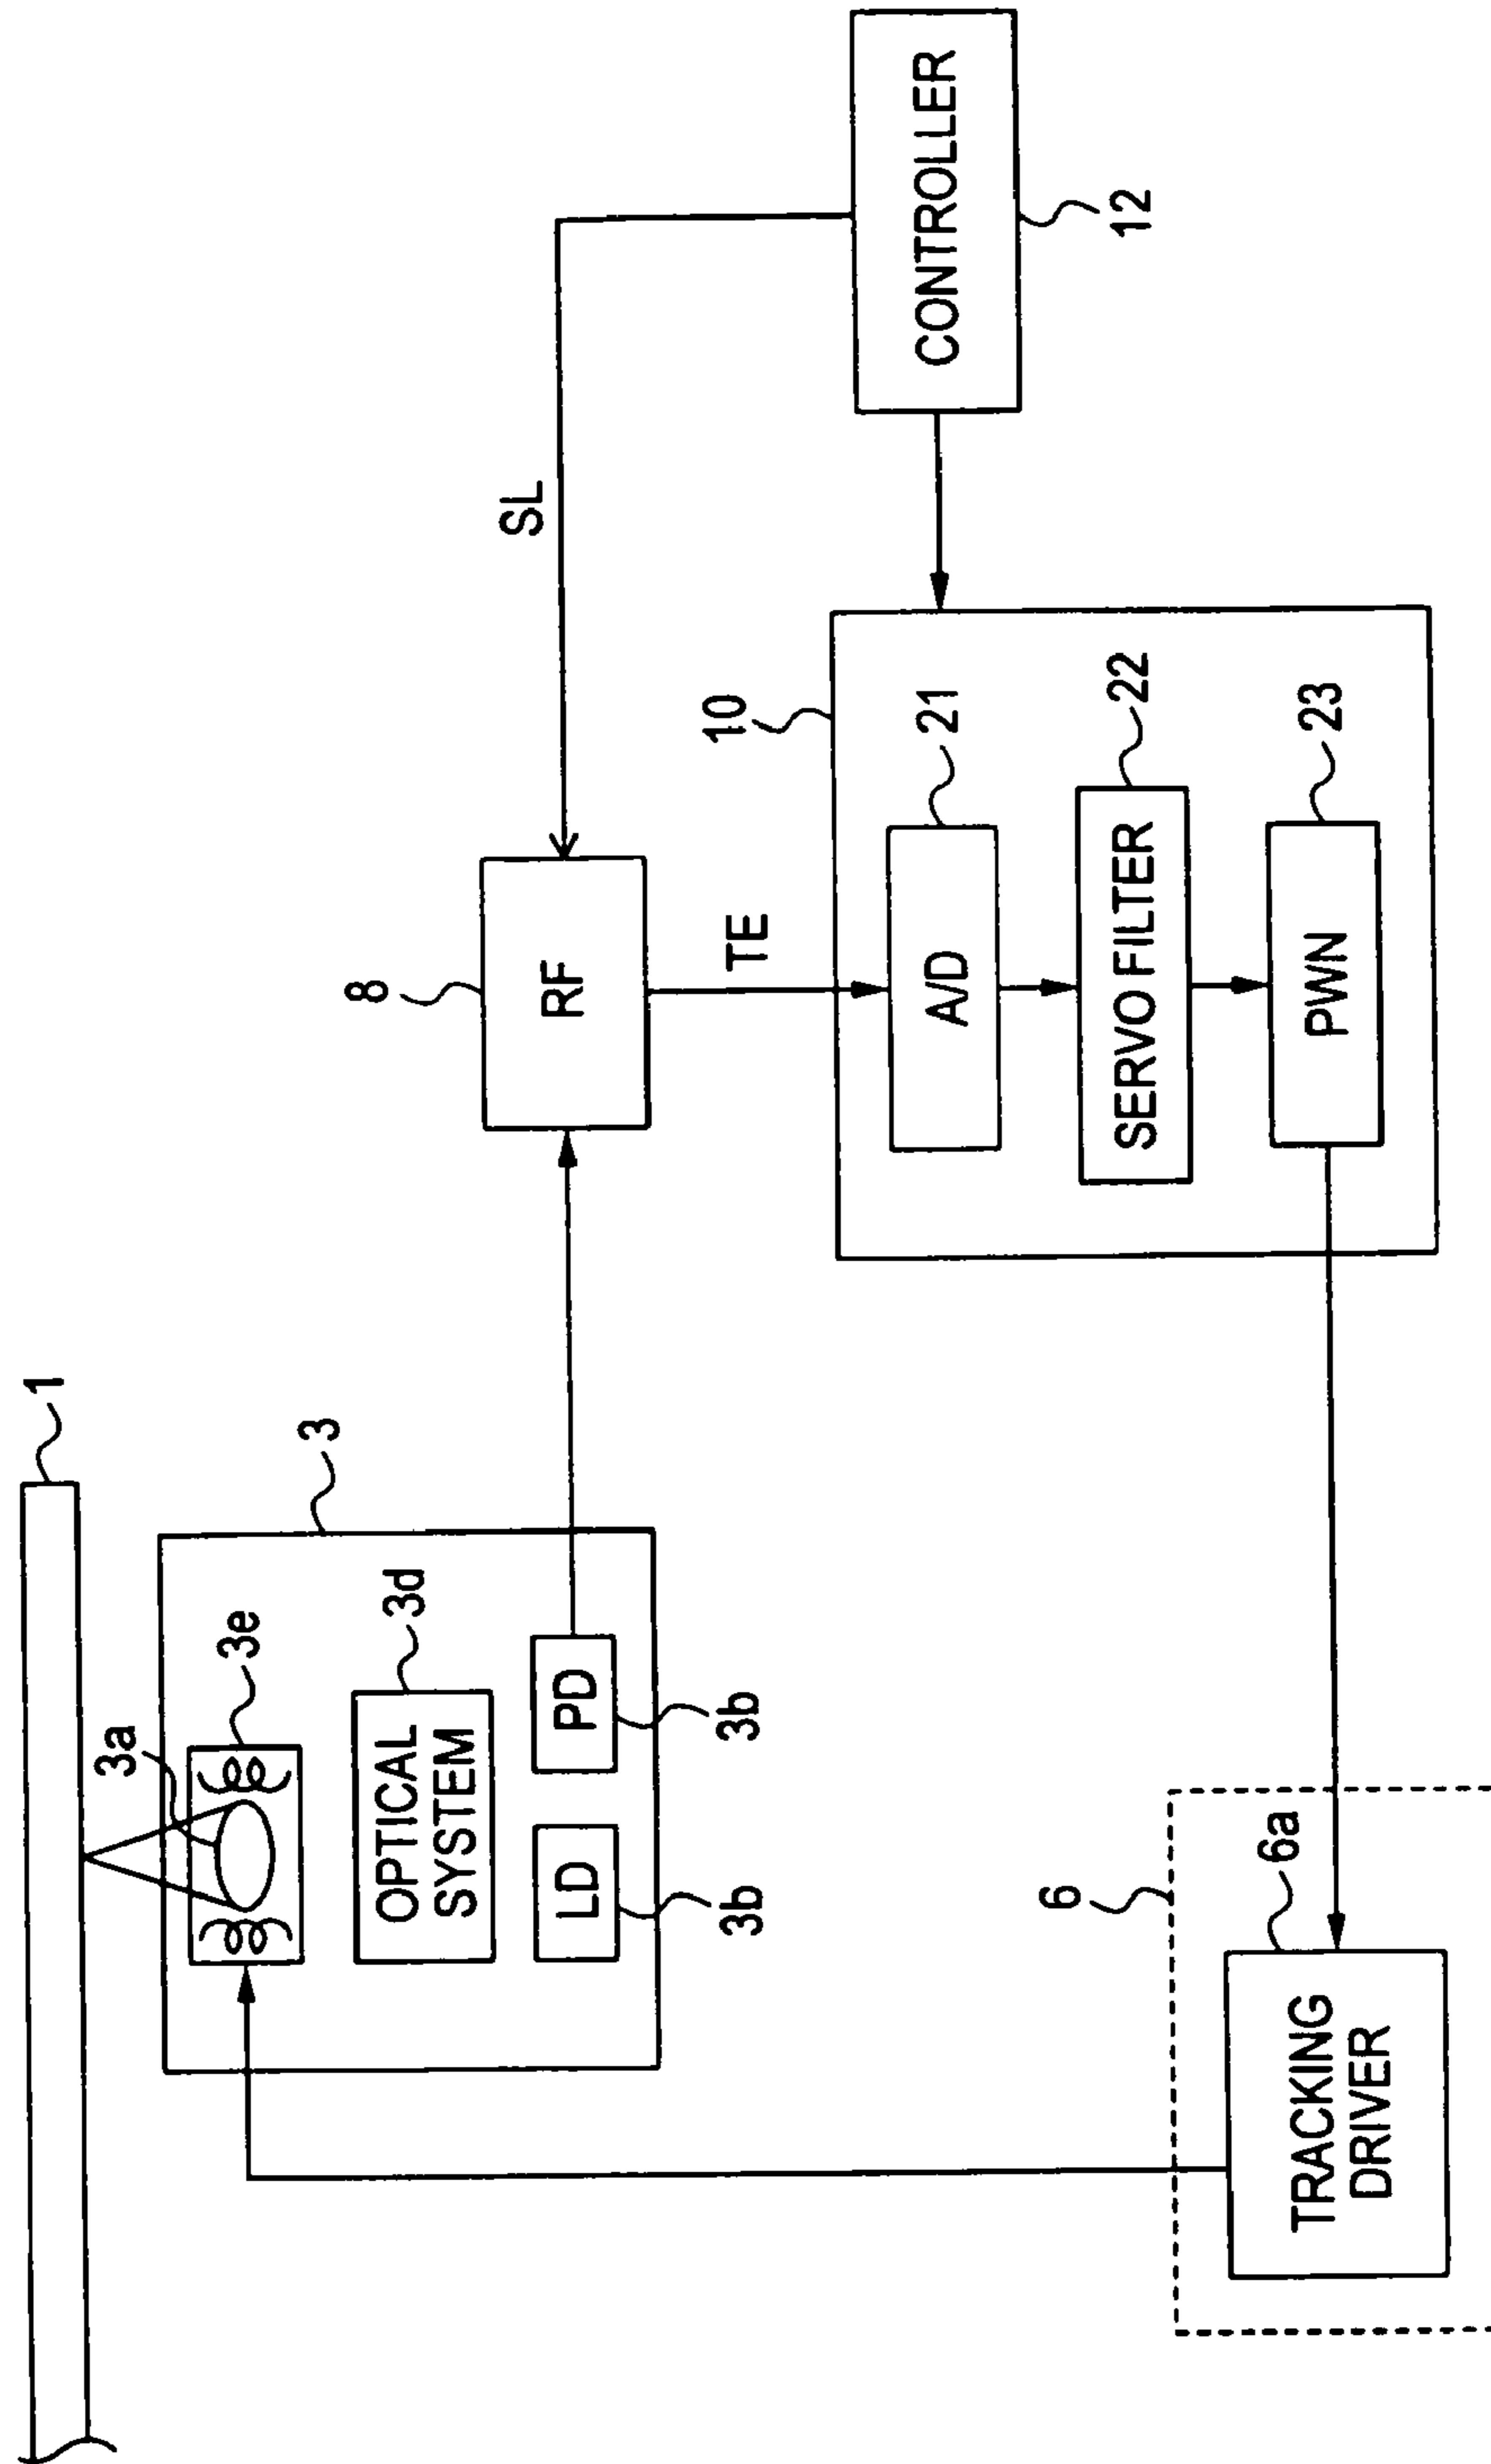 1
3
3a
3e
OPTICAL
SYSTEM
3d
LD
3b
PD
3b
8
RF
SL
TE
CONTROLLER
12
10
A/D
21
SERVO FILTER
22
PWN
23
6
6a
TRACKING
DRIVER